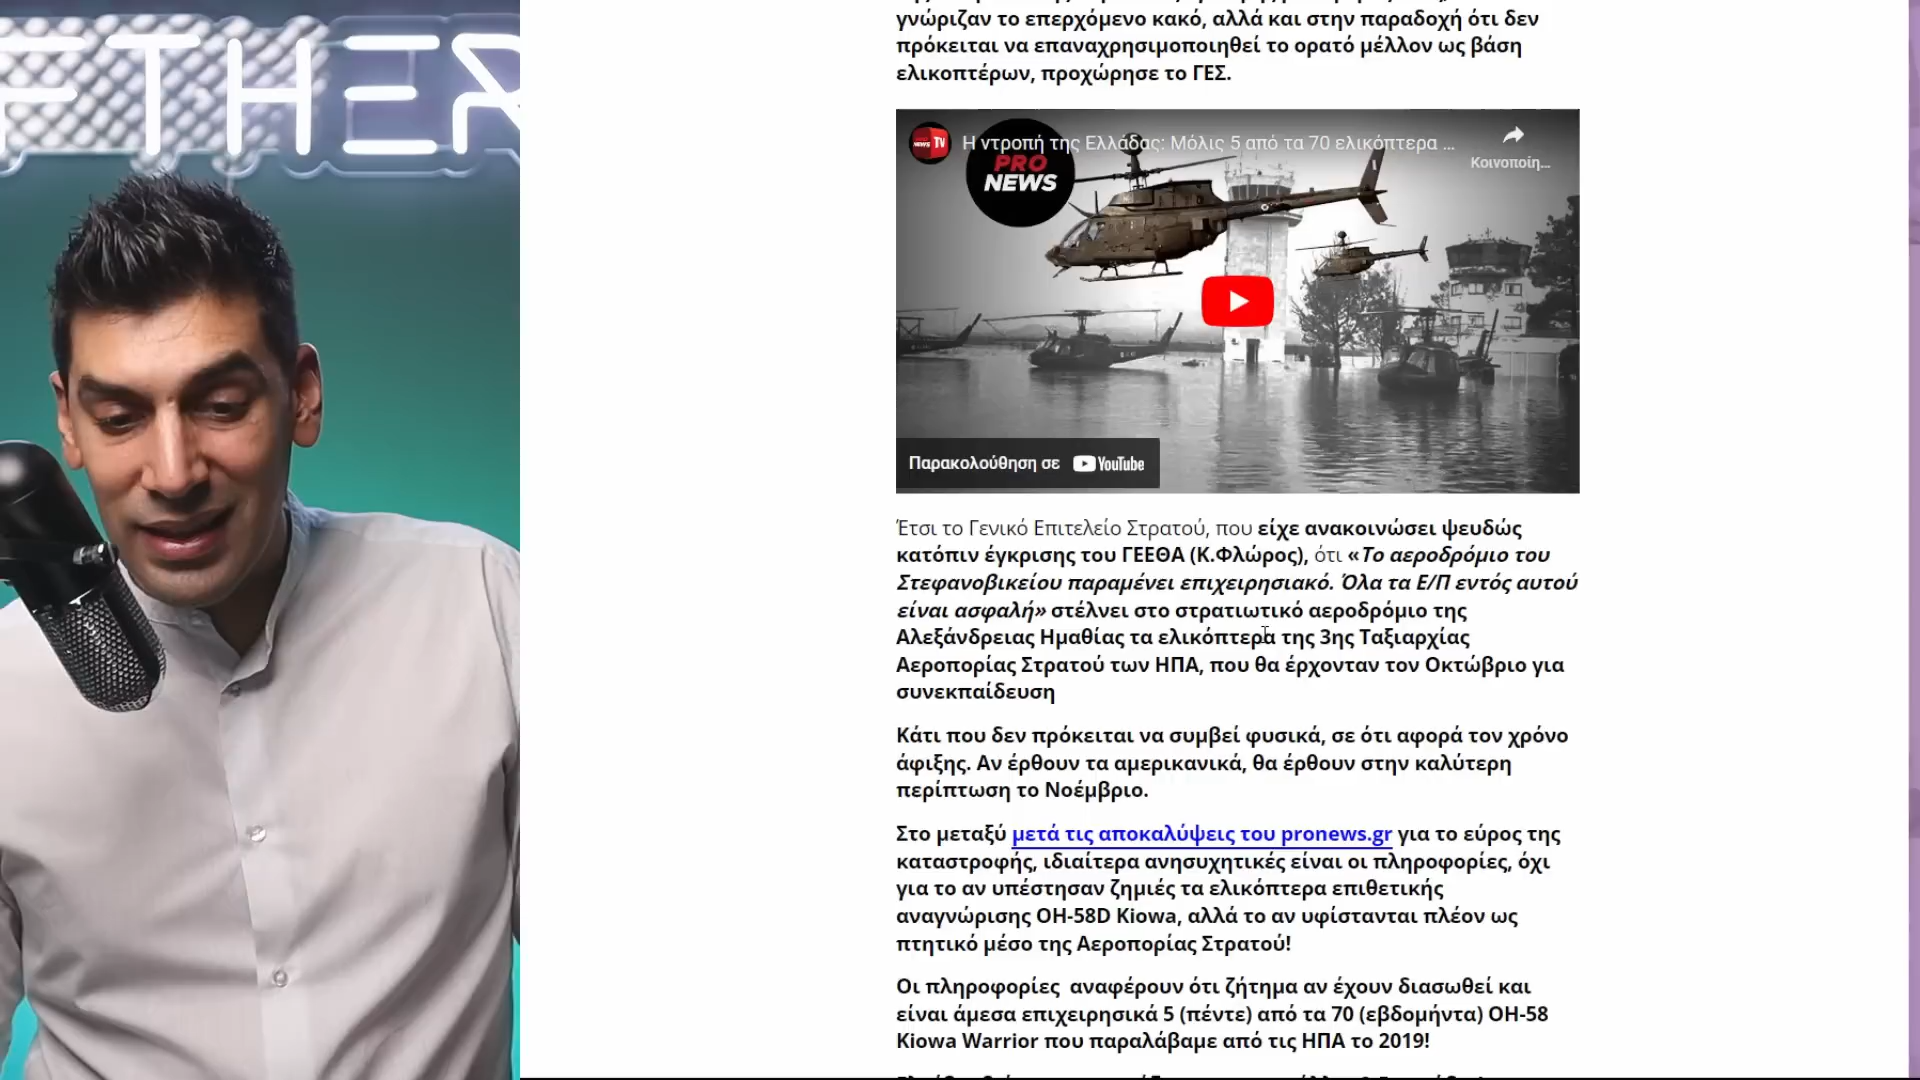 FTHER
γνώριζαν το επερχόμενο κακό, αλλά και στην παραδοχή ότι δεν
πρόκειται να επαναχρησιμοποιηθεί το ορατό μέλλον ως βάση
ελικοπτέρων, προχώρησε το ΓΕΣ.
NEWS TV
Η ντροπή της Ελλάδας: Μόλις 5 από τα 70 ελικόπτερα ...
Κοινοποίη...
PRO
NEWS
Παρακολούθηση σε YouTube
Έτσι το Γενικό Επιτελείο Στρατού, που είχε ανακοινώσει ψευδώς
κατόπιν έγκρισης του ΓΕΕΘΑ (Κ.Φλώρος), ότι «Το αεροδρόμιο του
Στεφανοβικείου παραμένει επιχειρησιακό. Όλα τα Ε/Π εντός αυτού
είναι ασφαλή» στέλνει στο στρατιωτικό αεροδρόμιο της
Αλεξάνδρειας Ημαθίας τα ελικόπτερα της 3ης Ταξιαρχίας
Αεροπορίας Στρατού των ΗΠΑ, που θα έρχονταν τον Οκτώβριο για
συνεκπαίδευση
Κάτι που δεν πρόκειται να συμβεί φυσικά, σε ότι αφορά τον χρόνο
άφιξης. Αν έρθουν τα αμερικανικά, θα έρθουν στην καλύτερη
περίπτωση το Νοέμβριο.
Στο μεταξύ μετά τις αποκαλύψεις του pronews.gr για το εύρος της
καταστροφής, ιδιαίτερα ανησυχητικές είναι οι πληροφορίες, όχι
για το αν υπέστησαν ζημιές τα ελικόπτερα επιθετικής
αναγνώρισης OH-58D Kiowa, αλλά το αν υφίστανται πλέον ως
πτητικό μέσο της Αεροπορίας Στρατού!
Οι πληροφορίες αναφέρουν ότι ζήτημα αν έχουν διασωθεί και
είναι άμεσα επιχειρησικά 5 (πέντε) από τα 70 (εβδομήντα) OH-58
Kiowa Warrior που παραλάβαμε από τις ΗΠΑ το 2019!